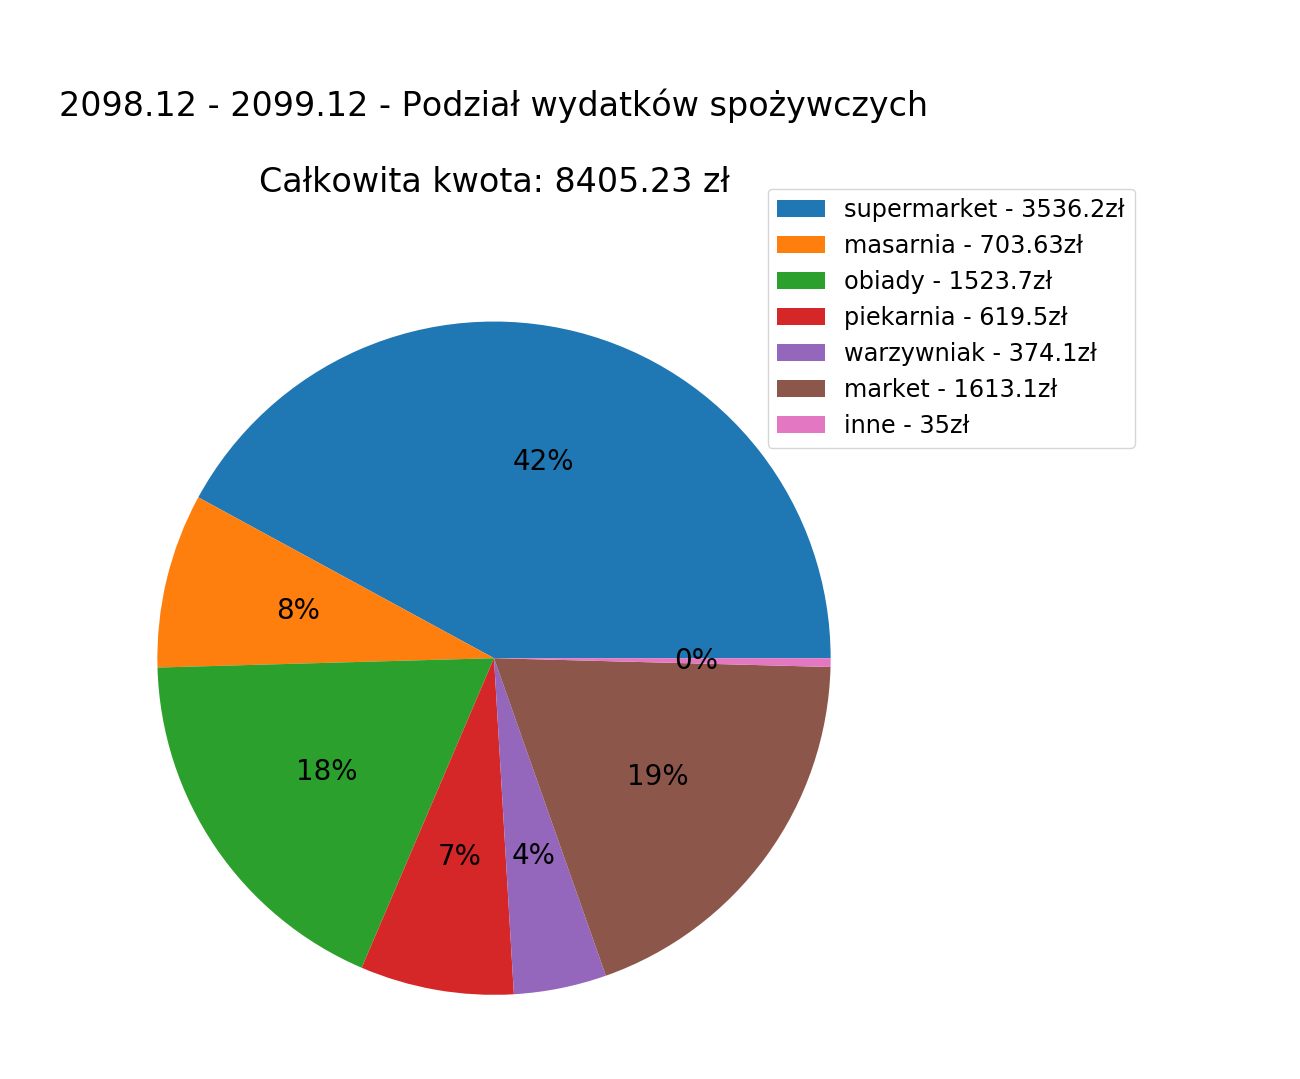 2098.12 - 2099.12 - Podział wydatków spożywczych
Całkowita kwota: 8405.23 zł
supermarket - 3536.2zł
masarnia - 703.63zł
obiady - 1523.7zł
piekarnia - 619.5zł
warzywniak - 374.1zł
market - 1613.1zł
inne - 35zł
42%
8%
0%
18%
19%
7%
4%